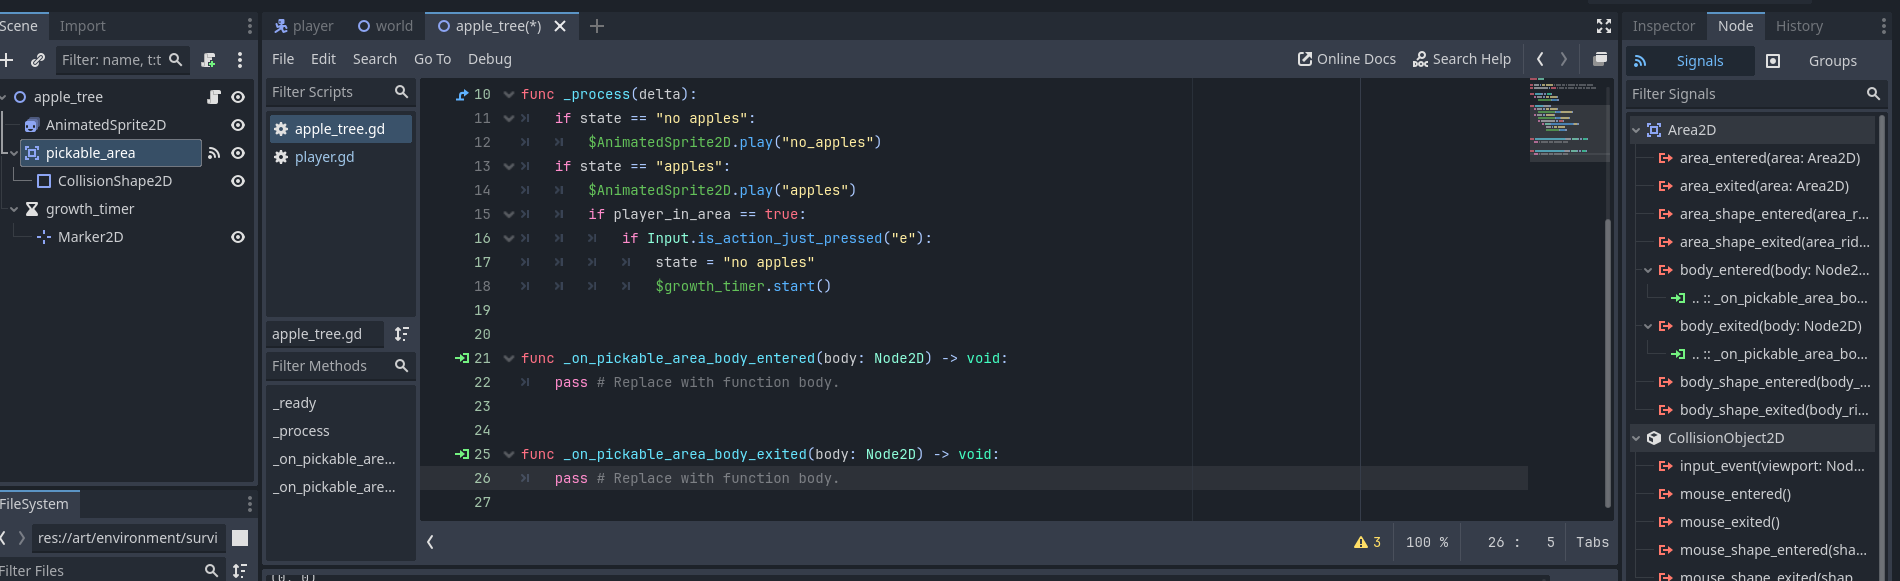 Scene
Import
Filter: name, t:t
apple_tree
AnimatedSprite2D
pickable_area
CollisionShape2D
growth_timer
Marker2D
FileSystem
res://art/environment/survi
Filter Files
player
world
apple_tree(*)
File Edit Search Go To Debug
Online Docs
Search Help
Filter Scripts
apple_tree.gd
player.gd
apple_tree.gd
Filter Methods
_ready
_process
_on_pickable_are...
_on_pickable_are...
10 func _process(delta):
11 if state == "no apples":
12 $AnimatedSprite2D.play("no_apples")
13 if state == "apples":
14 $AnimatedSprite2D.play("apples")
15 if player_in_area == true:
16 if Input.is_action_just_pressed("e"):
17 state = "no apples"
18 $growth_timer.start()
19
20
21 func _on_pickable_area_body_entered(body: Node2D) -> void:
22 pass # Replace with function body.
23
24
25 func _on_pickable_area_body_exited(body: Node2D) -> void:
26 pass # Replace with function body.
27
3 100 % 26 : 5 Tabs
Inspector
Node
History
Signals
Groups
Filter Signals
Area2D
area_entered(area: Area2D)
area_exited(area: Area2D)
area_shape_entered(area_r...
area_shape_exited(area_rid...
body_entered(body: Node2...
.. :: _on_pickable_area_bo...
body_exited(body: Node2D)
.. :: _on_pickable_area_bo...
body_shape_entered(body_...
body_shape_exited(body_ri...
CollisionObject2D
input_event(viewport: Nod...
mouse_entered()
mouse_exited()
mouse_shape_entered(sha...
mouse_shape_exited(shap